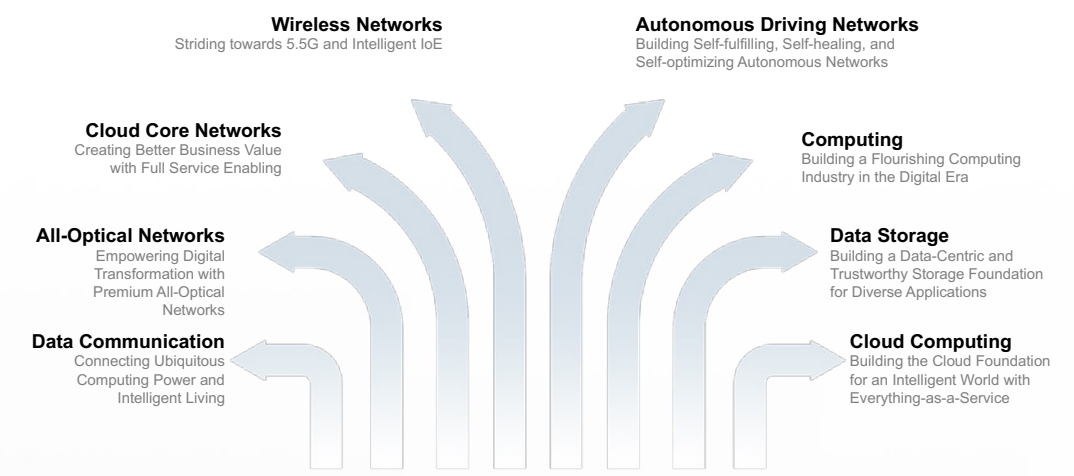 Wireless Networks
Striding towards 5.5G and Intelligent IoE
Autonomous Driving Networks
Building Self-fulfilling, Self-healing, and
Self-optimizing Autonomous Networks
Cloud Core Networks
Creating Better Business Value
with Full Service Enabling
Computing
Building a Flourishing Computing
Industry in the Digital Era
All-Optical Networks
Empowering Digital
Transformation with
Premium All-Optical
Networks
Data Storage
Building a Data-Centric and
Trustworthy Storage Foundation
for Diverse Applications
Data Communication
Connecting Ubiquitous
Computing Power and
Intelligent Living
Cloud Computing
Building the Cloud Foundation
for an Intelligent World with
Everything-as-a-Service